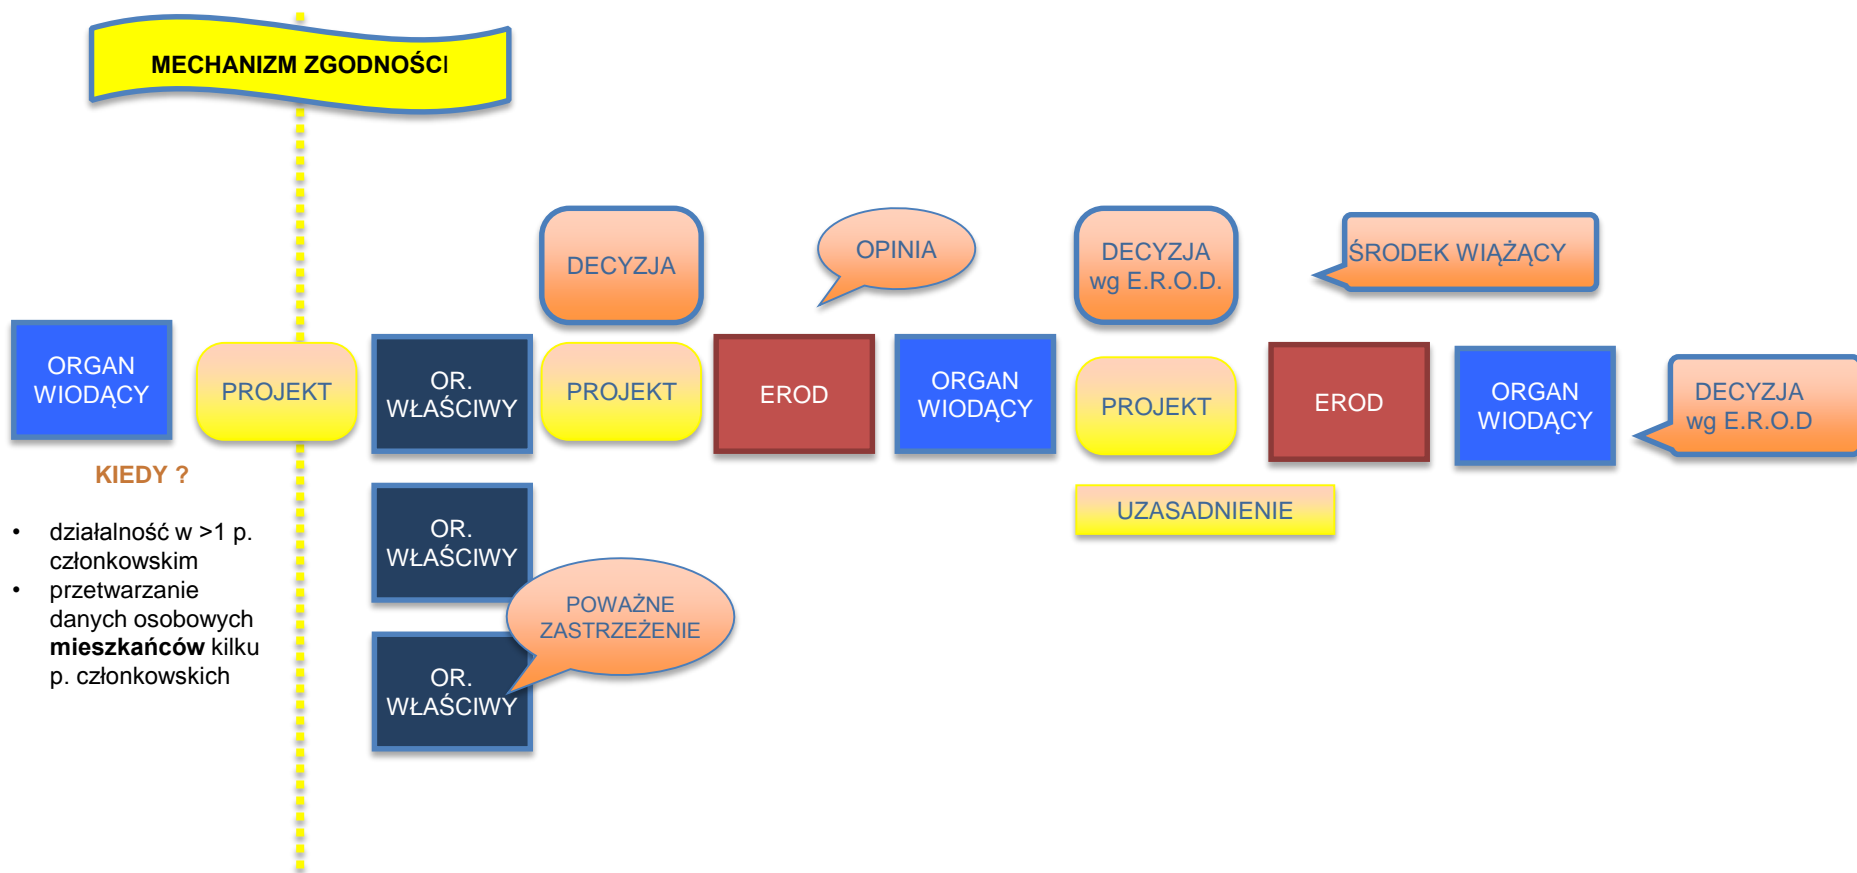 MECHANIZM ZGODNOŚCI
DECYZJA
OPINIA
DECYZJA
wg E.R.O.D.
ŚRODEK WIĄŻĄCY
ORGAN
WIODĄCY
PROJEKT
OR.
WŁAŚCIWY
PROJEKT
EROD
ORGAN
WIODĄCY
PROJEKT
EROD
ORGAN
WIODĄCY
DECYZJA
wg E.R.O.D
KIEDY ?
• działalność w >1 p.
członkowskim
• przetwarzanie
danych osobowych
mieszkańców kilku
p. członkowskich
OR.
WŁAŚCIWY
UZASADNIENIE
POWAŻNE
ZASTRZEŻENIE
OR.
WŁAŚCIWY